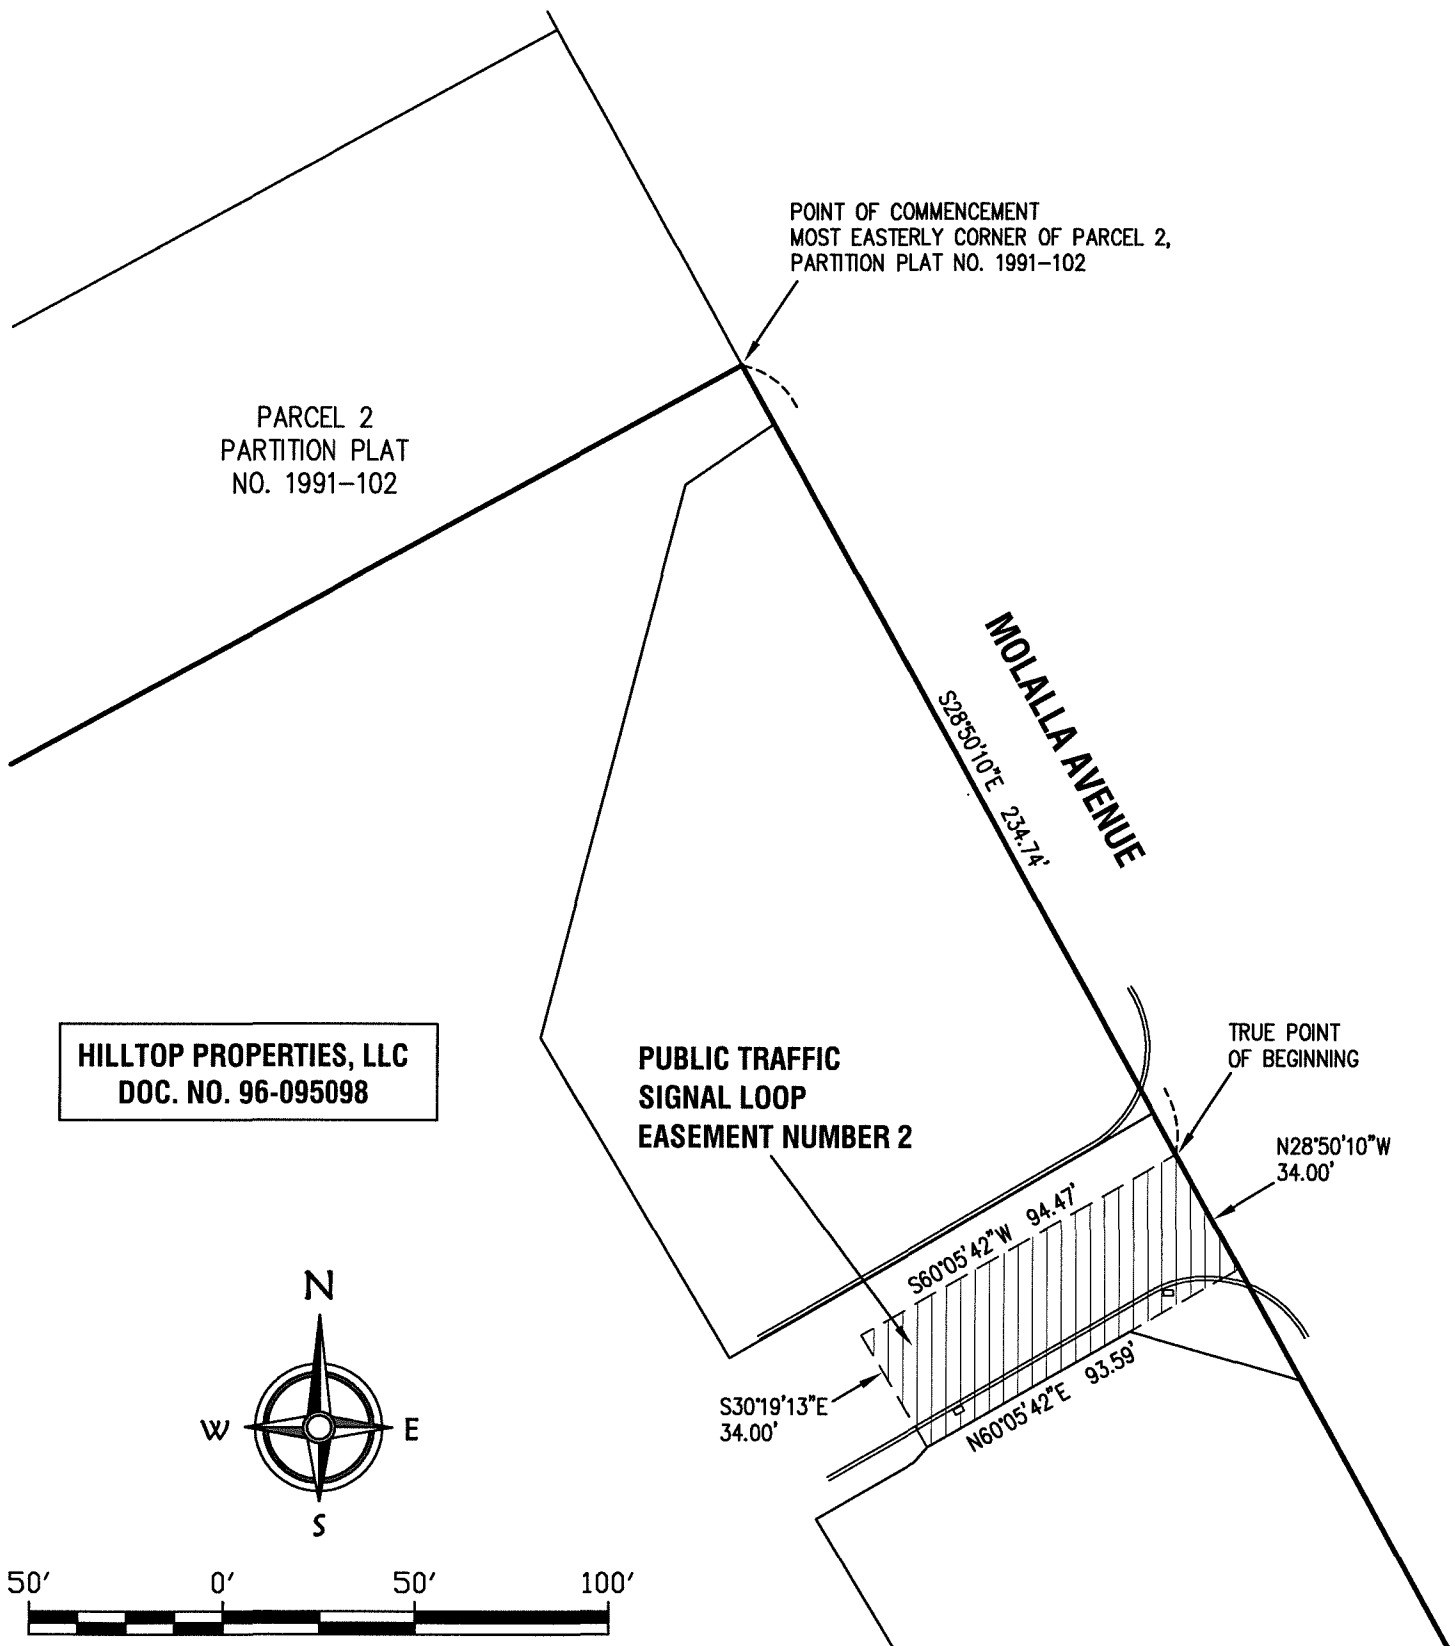 POINT OF COMMENCEMENT
MOST EASTERLY CORNER OF PARCEL 2,
PARTITION PLAT NO. 1991-102
PARCEL 2
PARTITION PLAT
NO. 1991-102
MOLALLA AVENUE
S28°50'10"E 234.74'
HILLTOP PROPERTIES, LLC
DOC. NO. 96-095098
PUBLIC TRAFFIC
SIGNAL LOOP
EASEMENT NUMBER 2
TRUE POINT
OF BEGINNING
N28°50'10"W
34.00'
S60°05'42"W 94.47'
S30°19'13"E
34.00'
N60°05'42"E 93.59'
N
W
E
S
50' 0' 50' 100'